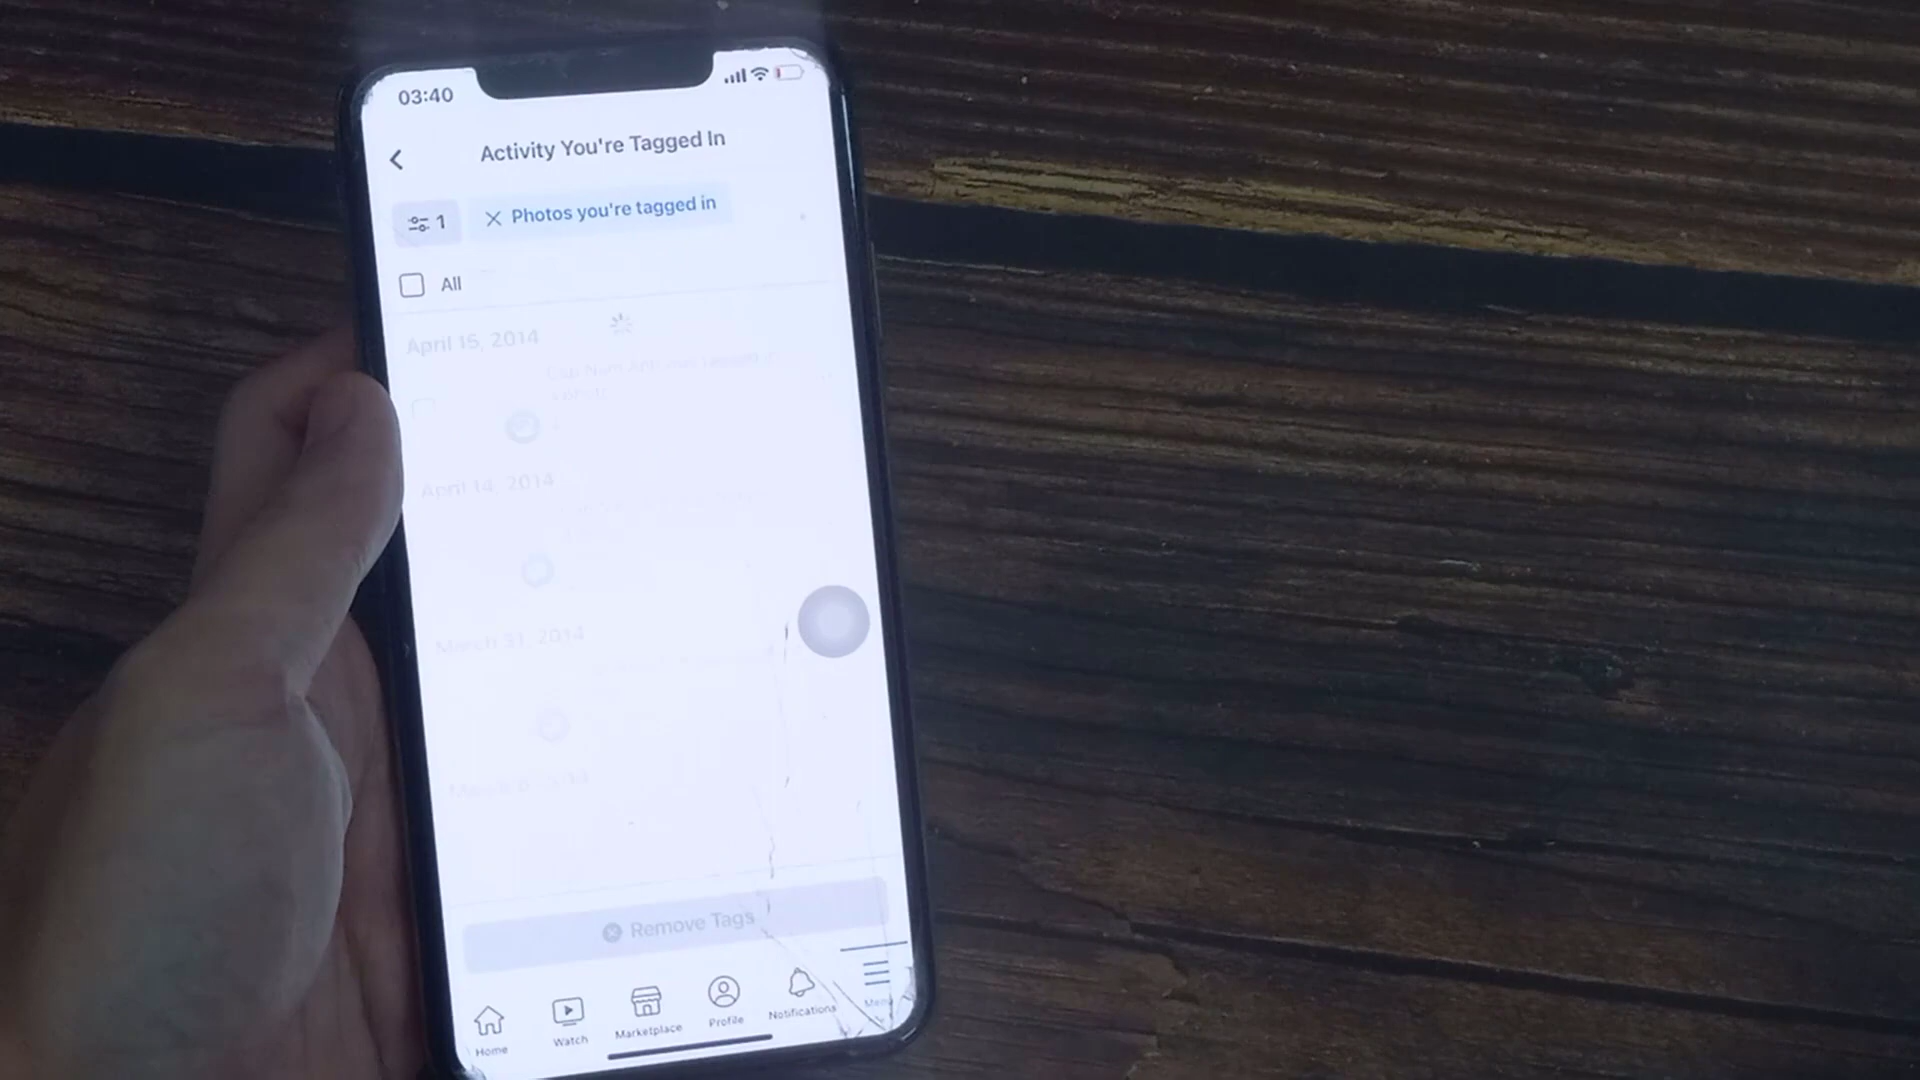 03:40
Activity You're Tagged In
1
Photos you're tagged in
All
April 15, 2014
April 14, 2014
March 31, 2014
Remove Tags
Home
Watch
Marketplace
Profile
Notifications
Menu